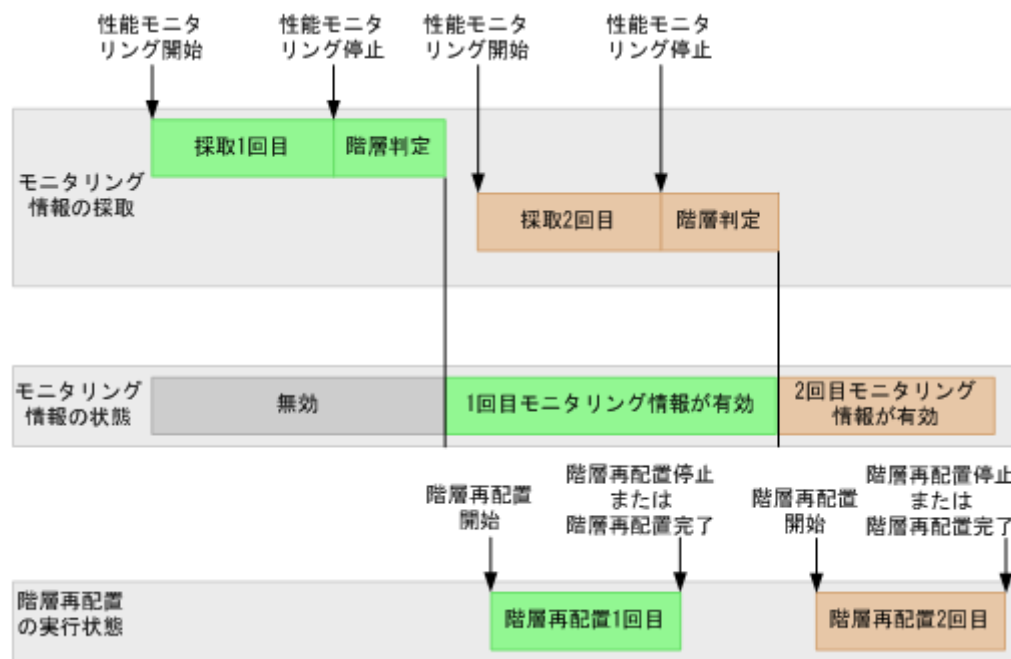 性能モニタ
リング開始
性能モニタ
リング停止
性能モニタ
リング開始
性能モニタ
リング停止
モニタリング
情報の採取
採取1回目
階層判定
採取2回目
階層判定
モニタリング
情報の状態
無効
1回目モニタリング情報が有効
2回目モニタリング
情報が有効
階層再配置
開始
階層再配置停止
または
階層再配置完了
階層再配置
開始
階層再配置停止
または
階層再配置完了
階層再配置
の実行状態
階層再配置1回目
階層再配置2回目